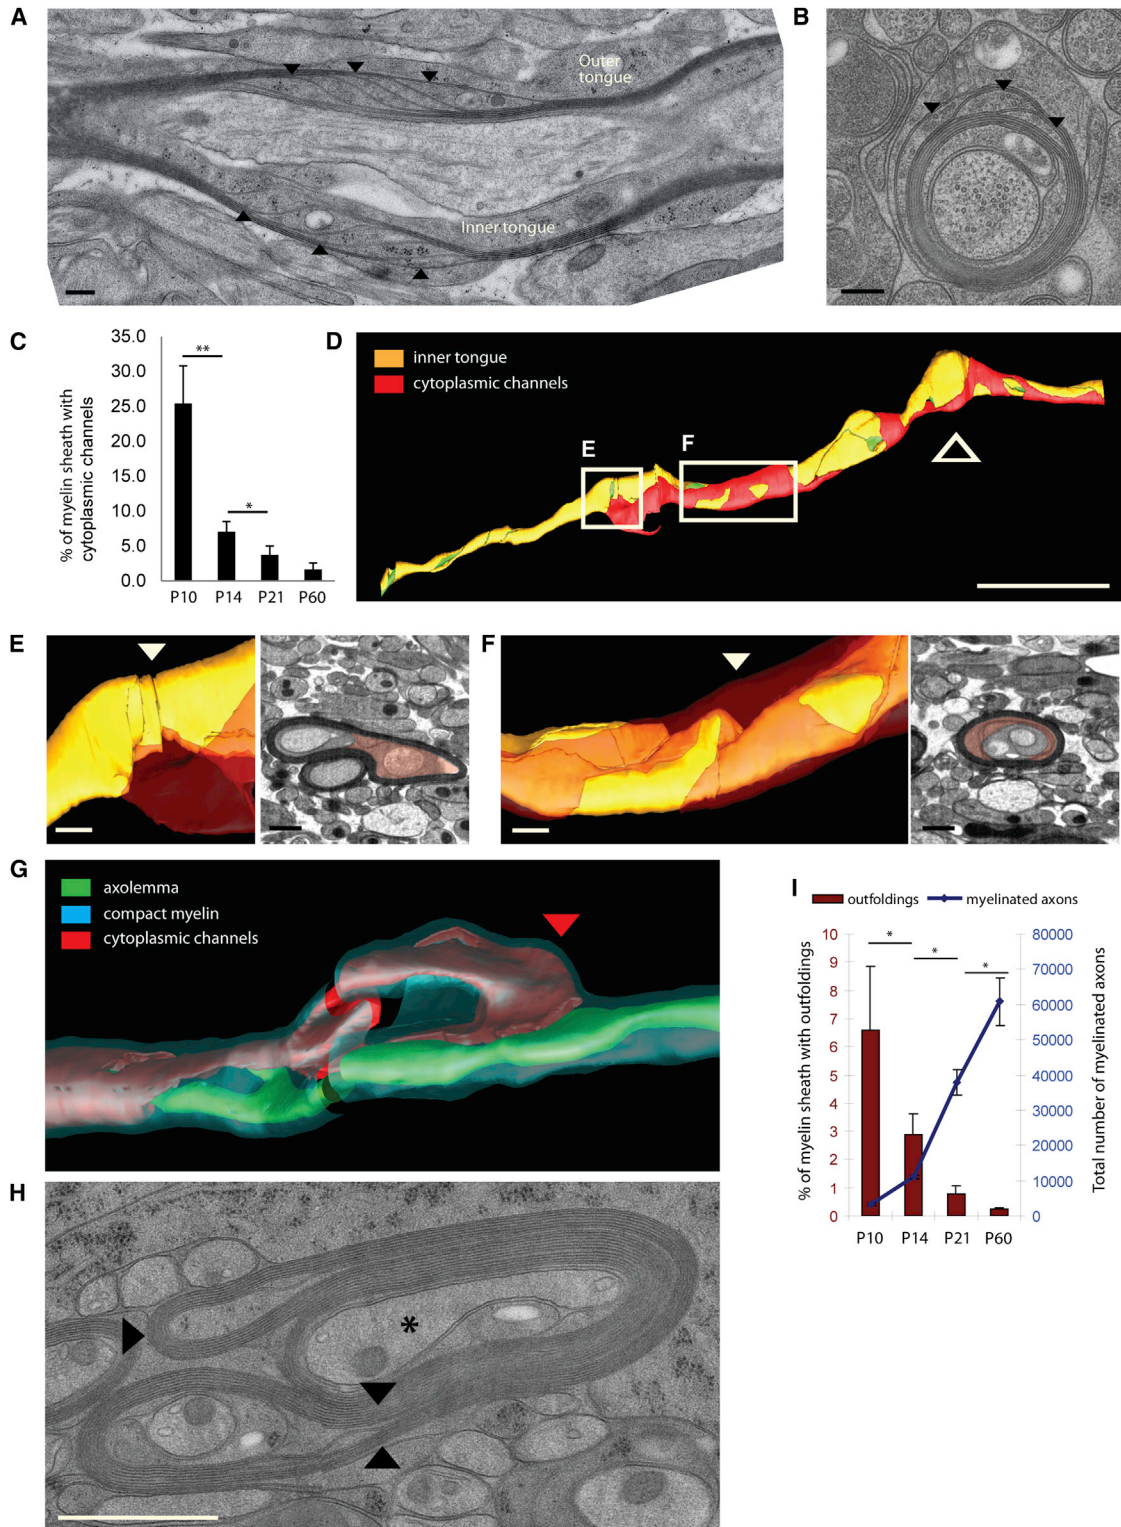 A
Outer
tongue
Inner tongue
B
C
% of myelin sheath with
cytoplasmic channels
35.0
30.0
25.0
20.0
15.0
10.0
5.0
0.0
**
*
P10 P14 P21 P60
D
inner tongue
cytoplasmic channels
E
F
E
F
G
axolemma
compact myelin
cytoplasmic channels
H
*
I
outfoldings myelinated axons
% of myelin sheath with outfoldings
10
9
8
7
6
5
4
3
2
1
0
* * *
80000
70000
60000
50000
40000
30000
20000
10000
0
Total number of myelinated axons
P10 P14 P21 P60